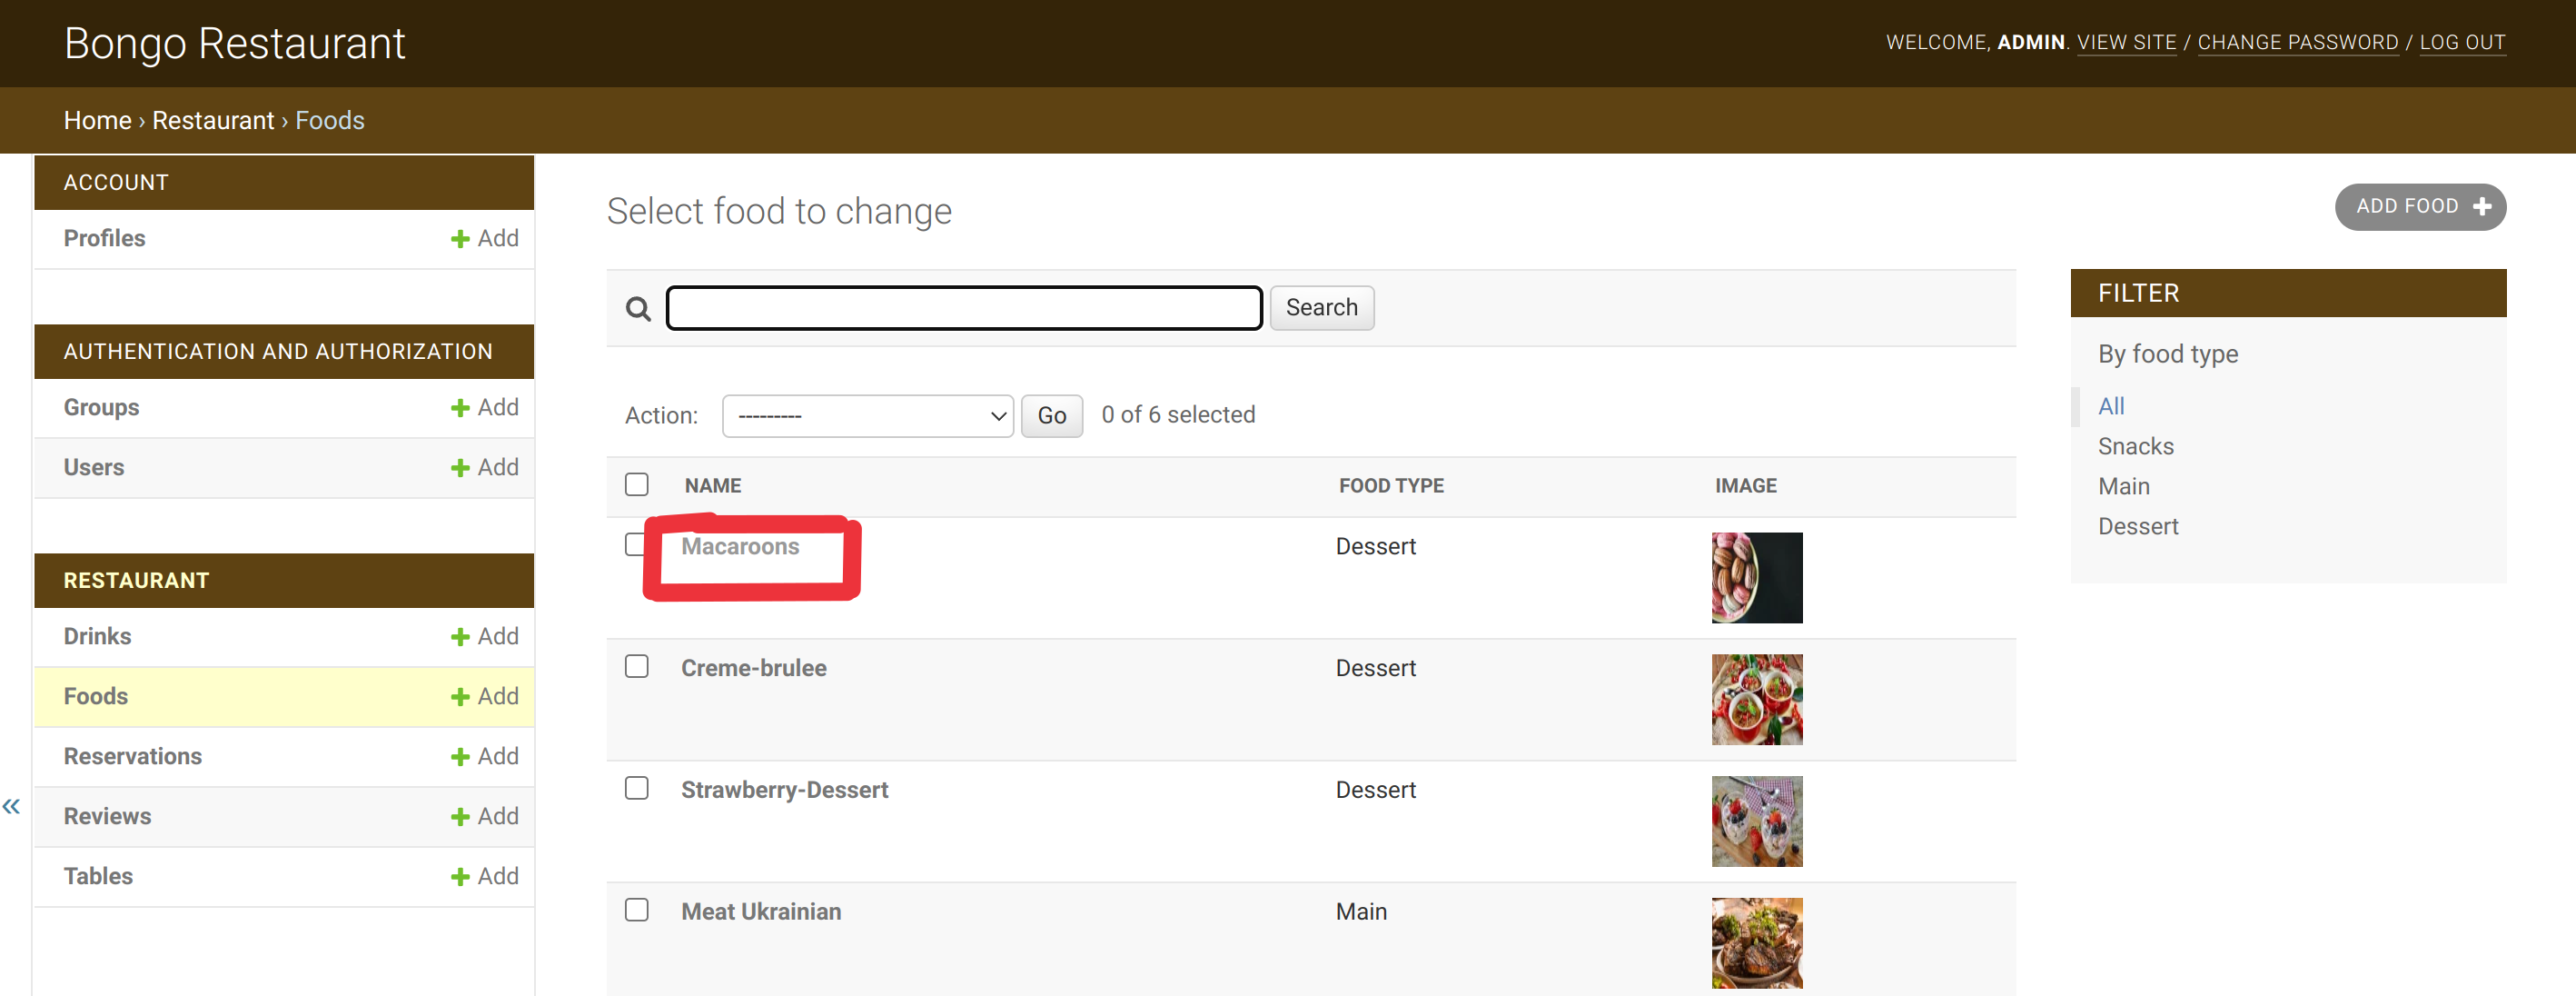 Bongo Restaurant
WELCOME, ADMIN. VIEW SITE / CHANGE PASSWORD / LOG OUT
Home › Restaurant › Foods
ACCOUNT
Profiles
Add
AUTHENTICATION AND AUTHORIZATION
Groups
Add
Users
Add
RESTAURANT
Drinks
Add
Foods
Add
Reservations
Add
Reviews
Add
Tables
Add
«
Select food to change
ADD FOOD
Search
Action: --------- Go 0 of 6 selected
NAME FOOD TYPE IMAGE
Macaroons Dessert
Creme-brulee Dessert
Strawberry-Dessert Dessert
Meat Ukrainian Main
FILTER
By food type
All
Snacks
Main
Dessert